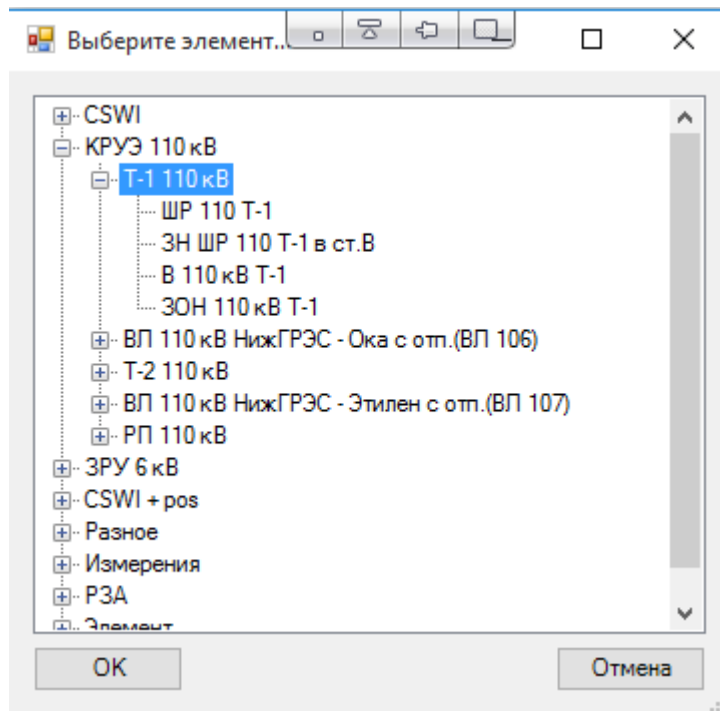 Выберите элемент...
CSWI
КРУЭ 110 кВ
Т-1 110 кВ
ШР 110 Т-1
ЗН ШР 110 Т-1 в ст.В
В 110 кВ Т-1
ЗОН 110 кВ Т-1
ВЛ 110 кВ НижГРЭС - Ока с отп.(ВЛ 106)
Т-2 110 кВ
ВЛ 110 кВ НижГРЭС - Этилен с отп.(ВЛ 107)
РП 110 кВ
ЗРУ 6 кВ
CSWI + pos
Разное
Измерения
РЗА
Элемент
OK
Отмена